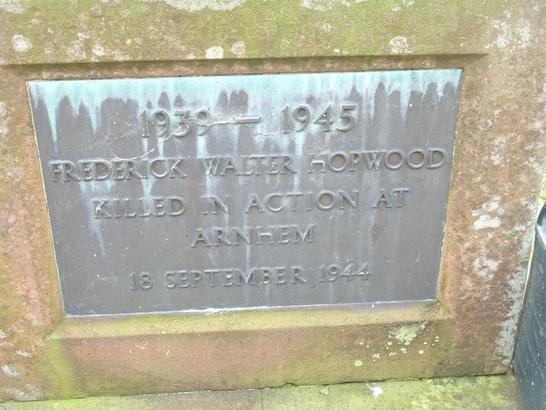 1939 — 1945
FREDERICK WALTER HOPWOOD
KILLED IN ACTION AT
ARNHEM
18 SEPTEMBER 1944